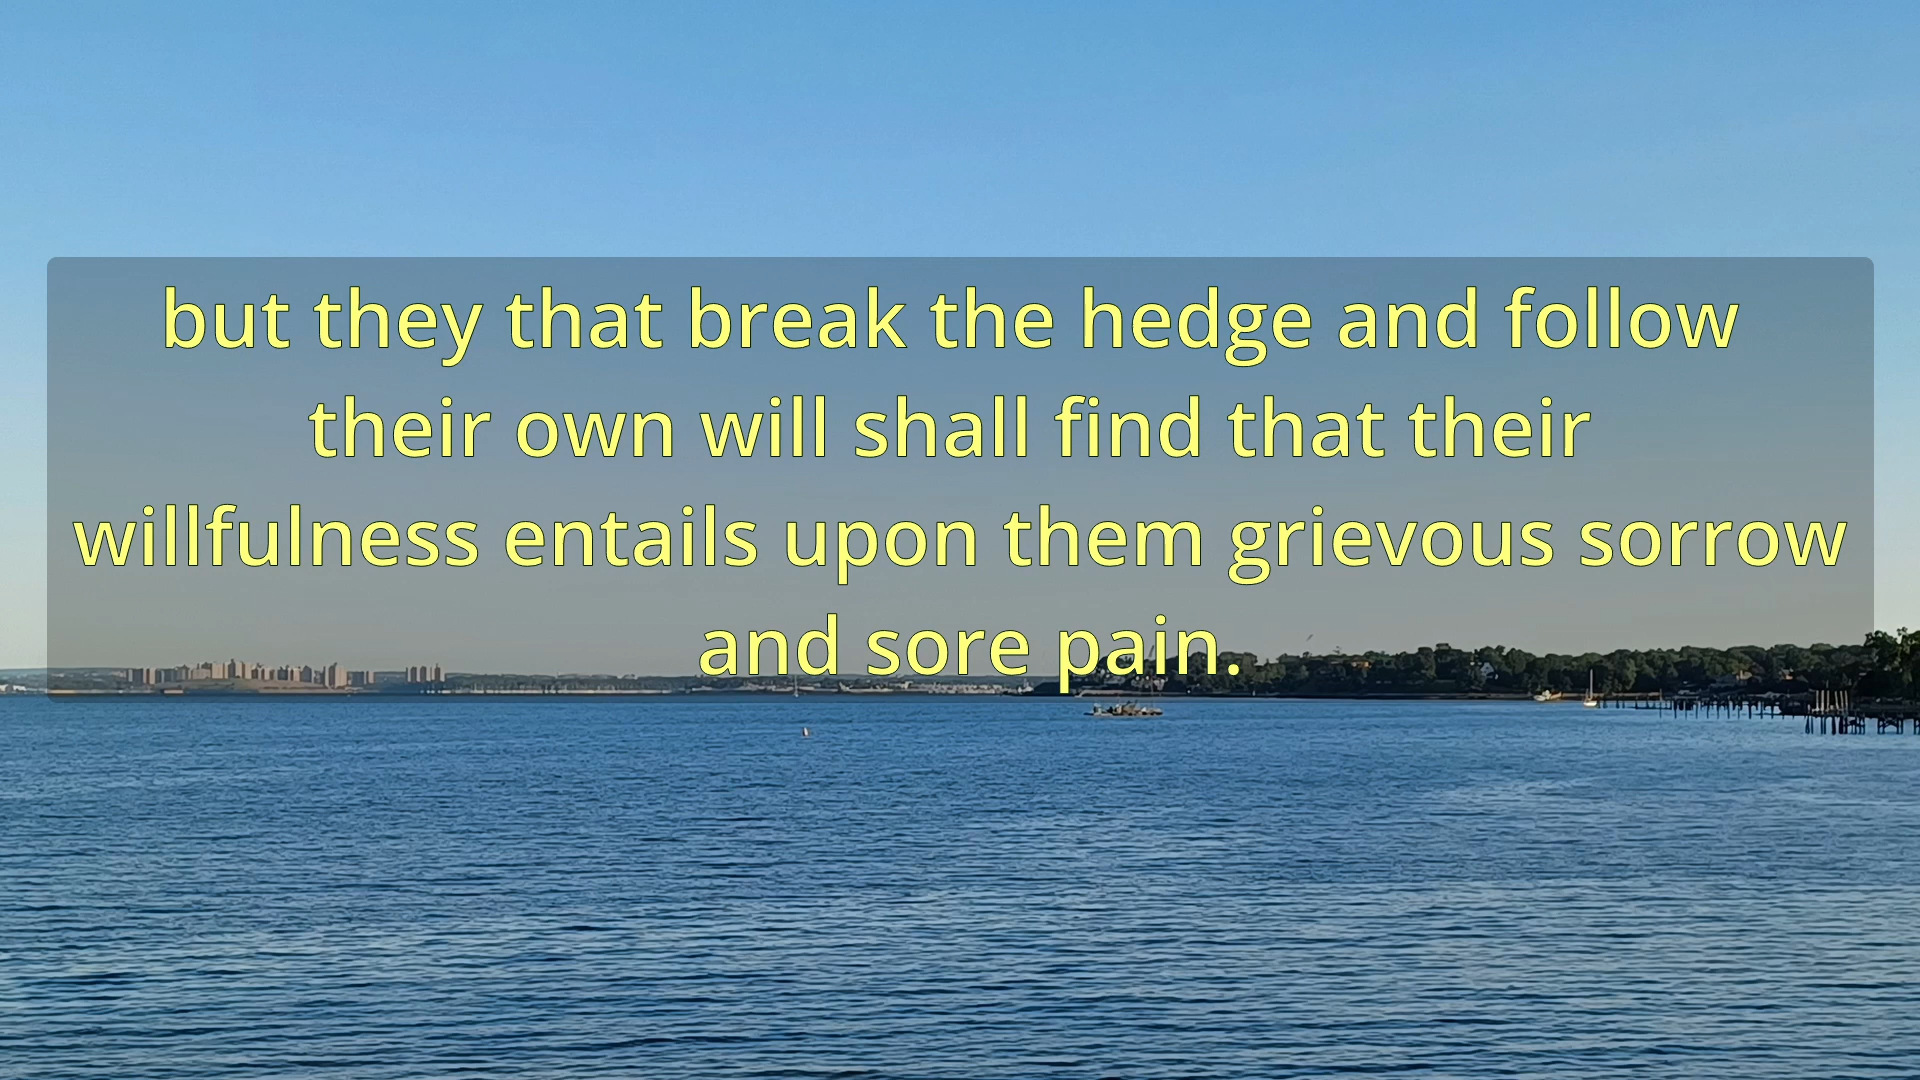 but they that break the hedge and follow
their own will shall find that their
willfulness entails upon them grievous sorrow
and sore pain.